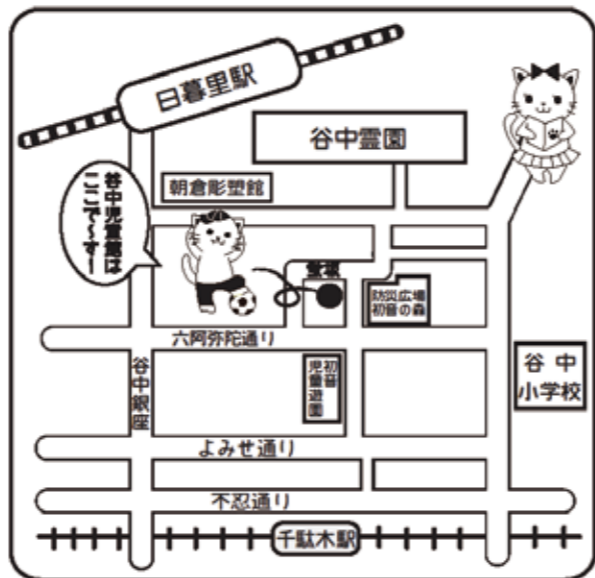 日暮里駅
谷中霊園
朝倉彫塑館
谷中児童館は
ここで〜すー
螢坂
防災広場
初音の森
六阿弥陀通り
谷中銀座
初音
児童遊園
谷中
小学校
よみせ通り
不忍通り
千駄木駅